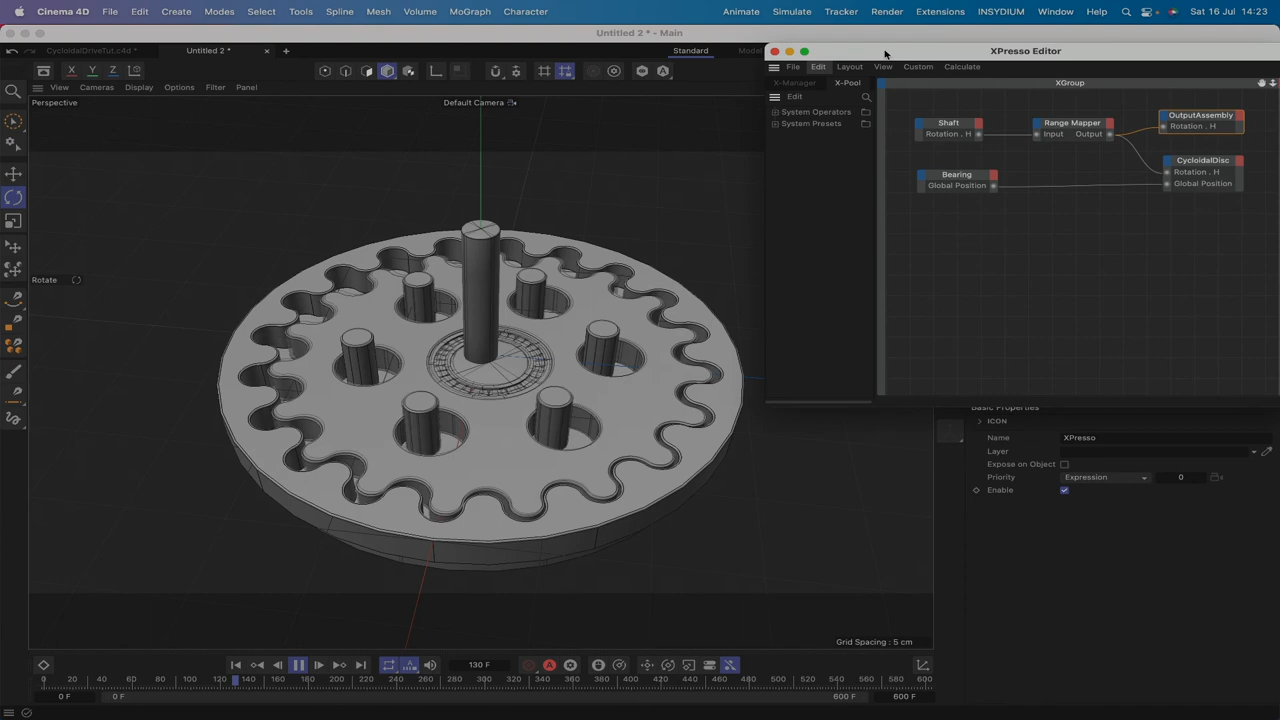 Cinema 4D File Edit Create Modes Select Tools Spline Mesh Volume MoGraph Character Animate Simulate Tracker Render Extensions INSYDIUM Window Help Sat 16 Jul 14:23
Untitled 2 * - Main
CycloidalDriveTut.c4d * Untitled 2 * Standard Model
XPresso Editor
X Y Z
File Edit Layout View Custom Calculate
View Cameras Display Options Filter Panel
X-Manager X-Pool XGroup
Edit
Perspective Default Camera
System Operators
System Presets
Shaft
Rotation . H
Range Mapper
Input Output
OutputAssembly
Rotation . H
Bearing
Global Position
CycloidalDisc
Rotation . H
Global Position
Rotate
Basic Properties
ICON
Name XPresso
Layer
Expose on Object
Priority Expression 0
Enable
Grid Spacing : 5 cm
130 F
0 20 40 60 80 100 120 140 160 180 200 220 240 260 280 300 320 340 360 380 400 420 440 460 480 500 520 540 560 580 600
0 F 0 F 600 F 600 F